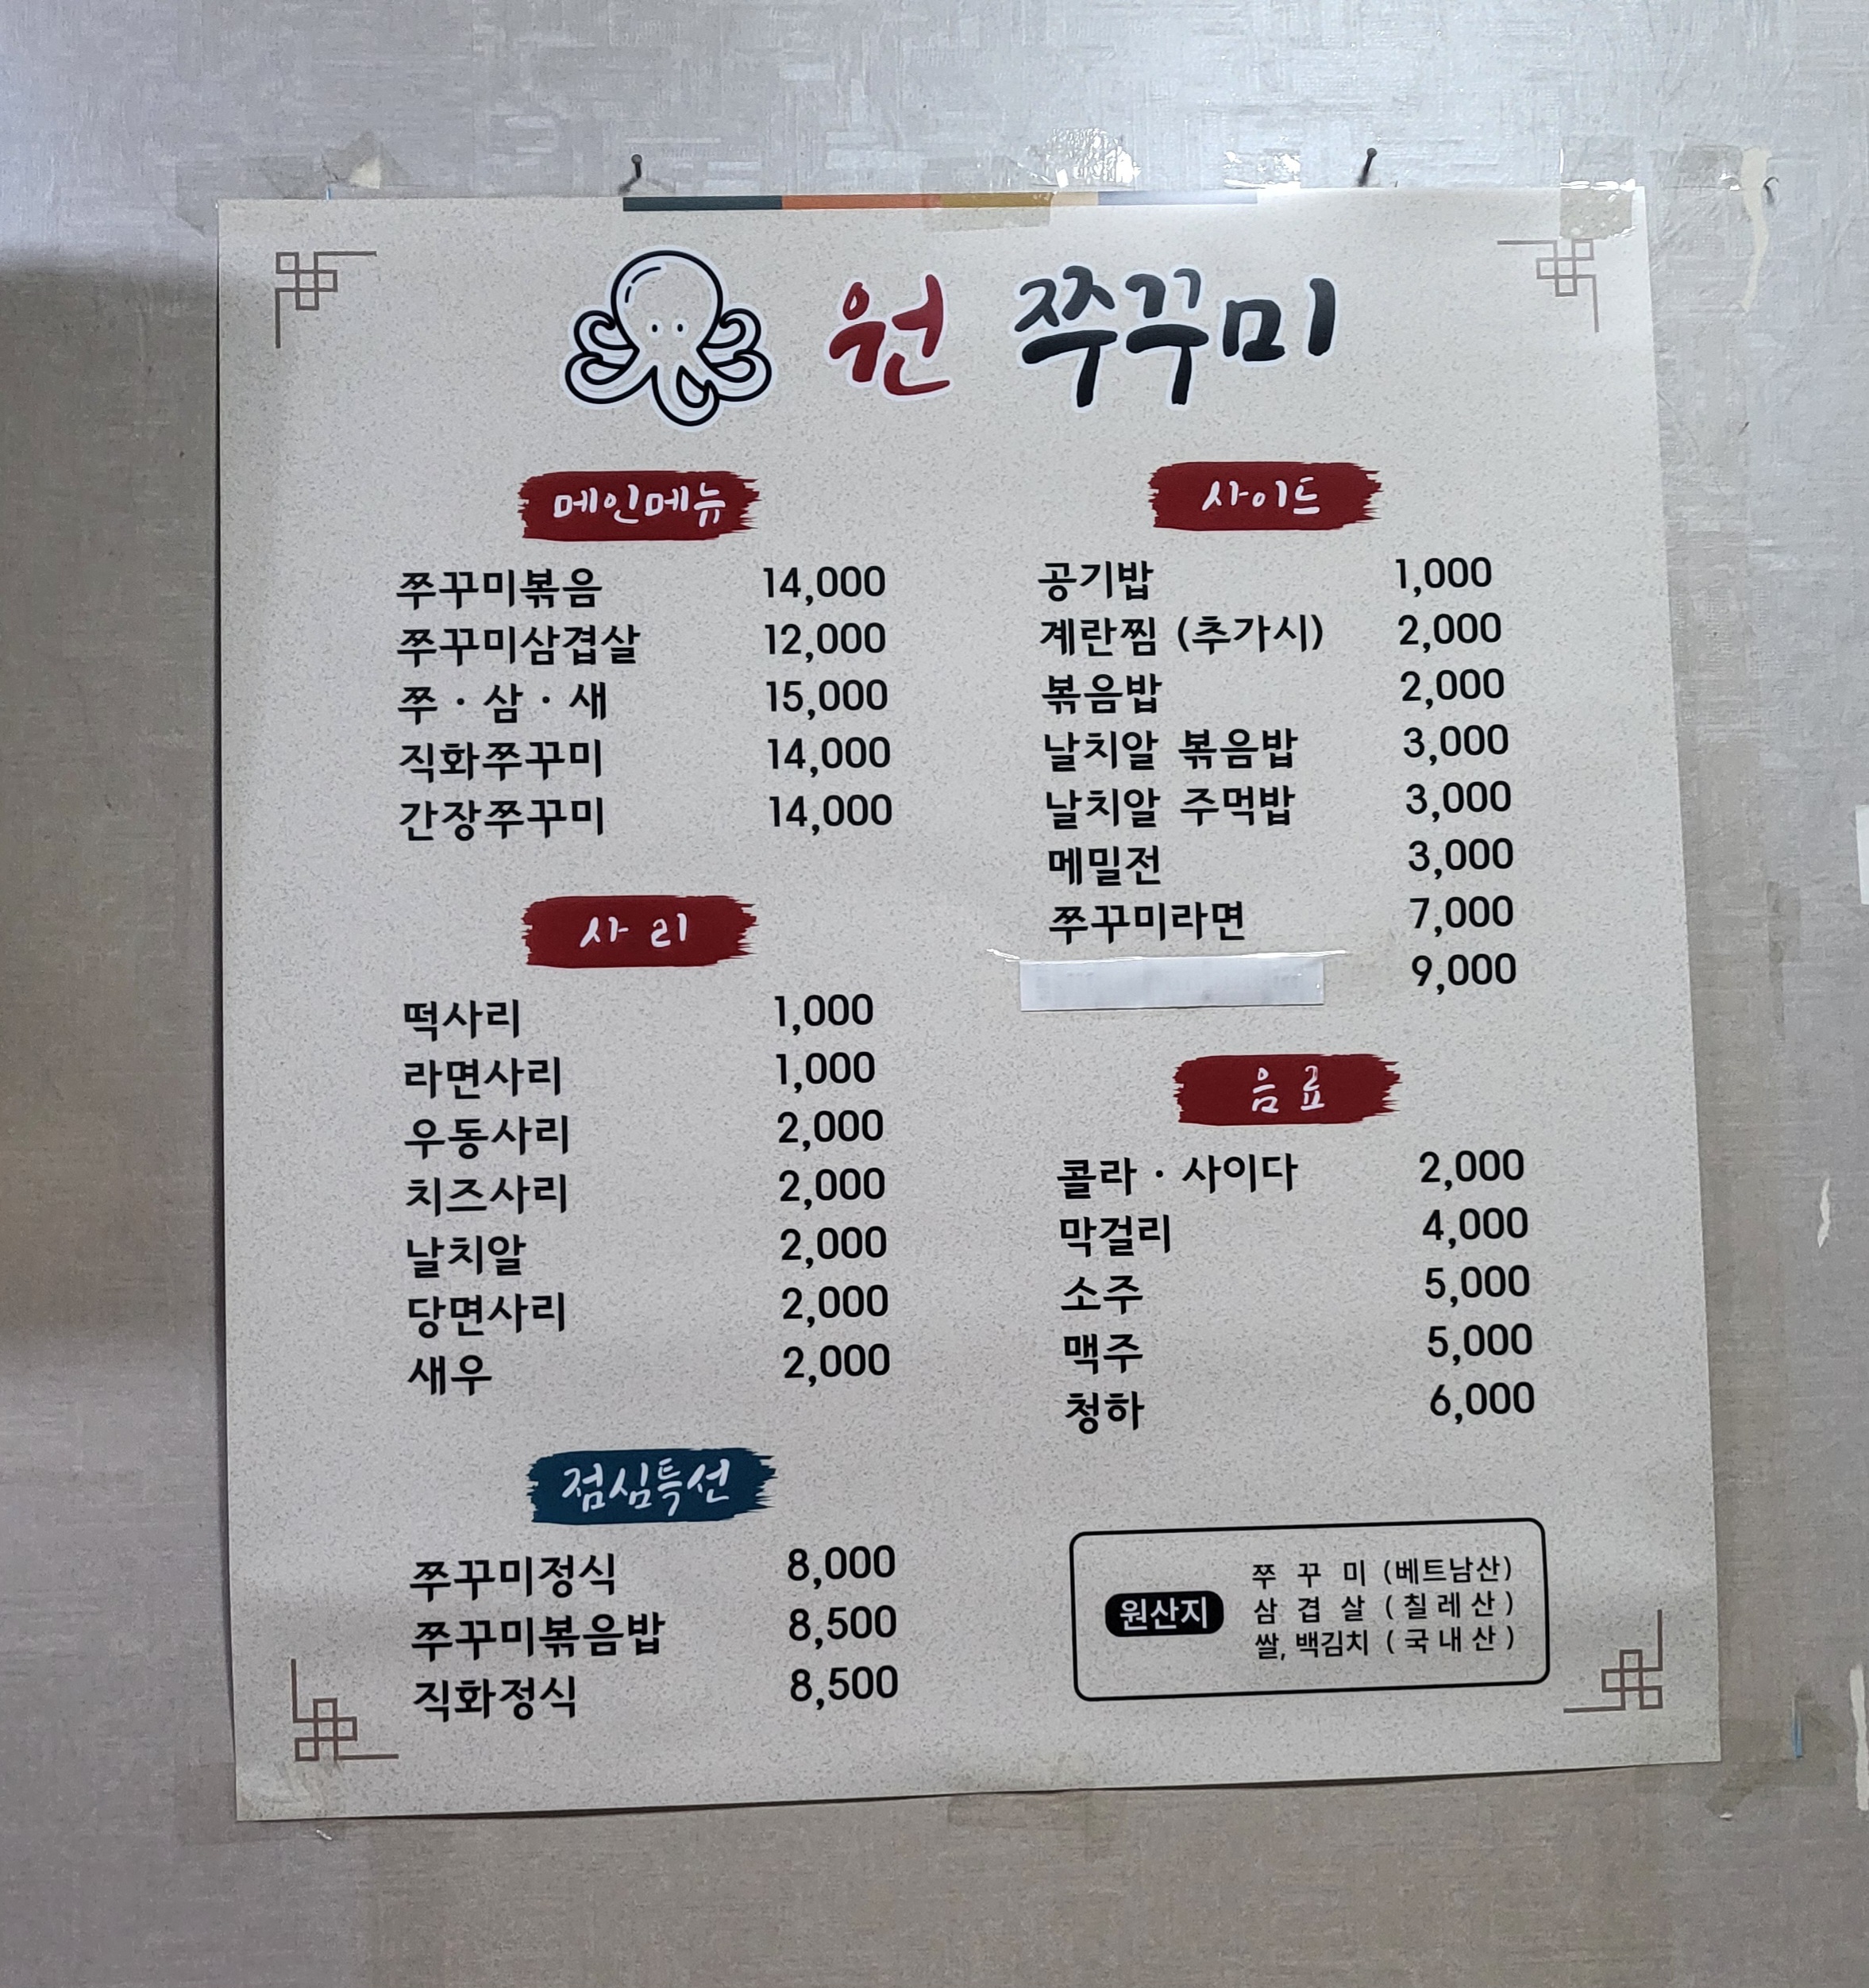 원 쭈꾸미
메인메뉴
쭈꾸미볶음 14,000
쭈꾸미삼겹살 12,000
쭈 · 삼 · 새 15,000
직화쭈꾸미 14,000
간장쭈꾸미 14,000
사리
떡사리 1,000
라면사리 1,000
우동사리 2,000
치즈사리 2,000
날치알 2,000
당면사리 2,000
새우 2,000
점심특선
쭈꾸미정식 8,000
쭈꾸미볶음밥 8,500
직화정식 8,500
사이드
공기밥 1,000
계란찜 (추가시) 2,000
볶음밥 2,000
날치알 볶음밥 3,000
날치알 주먹밥 3,000
메밀전 3,000
쭈꾸미라면 7,000
9,000
음료
콜라 · 사이다 2,000
막걸리 4,000
소주 5,000
맥주 5,000
청하 6,000
원산지
쭈 꾸 미 (베트남산)
삼 겹 살 ( 칠 레 산 )
쌀, 백김치 ( 국 내 산 )